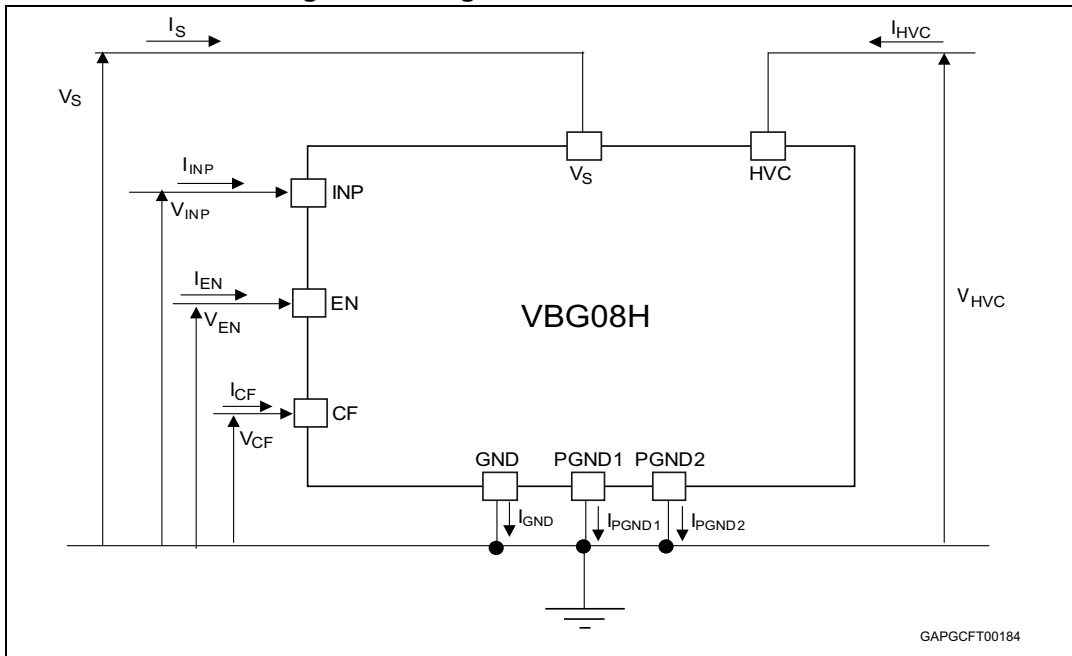 I_S
I_HVC
V_S
V_S
HVC
I_INP
INP
V_INP
I_EN
EN
V_EN
VBG08H
V_HVC
I_CF
CF
V_CF
GND PGND1 PGND2
I_GND I_PGND1 I_PGND2
GAPGCFT00184